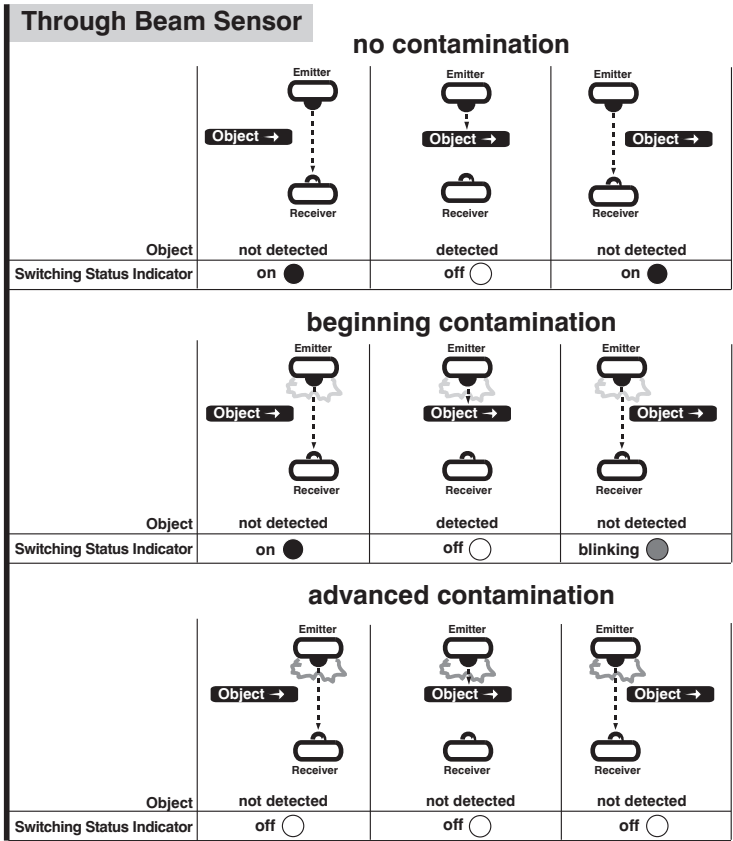 Through Beam Sensor
no contamination
Emitter Emitter Emitter
Object → Object → Object →
Receiver Receiver Receiver
Object not detected detected not detected
Switching Status Indicator on off on
beginning contamination
Emitter Emitter Emitter
Object → Object → Object →
Receiver Receiver Receiver
Object not detected detected not detected
Switching Status Indicator on off blinking
advanced contamination
Emitter Emitter Emitter
Object → Object → Object →
Receiver Receiver Receiver
Object not detected not detected not detected
Switching Status Indicator off off off